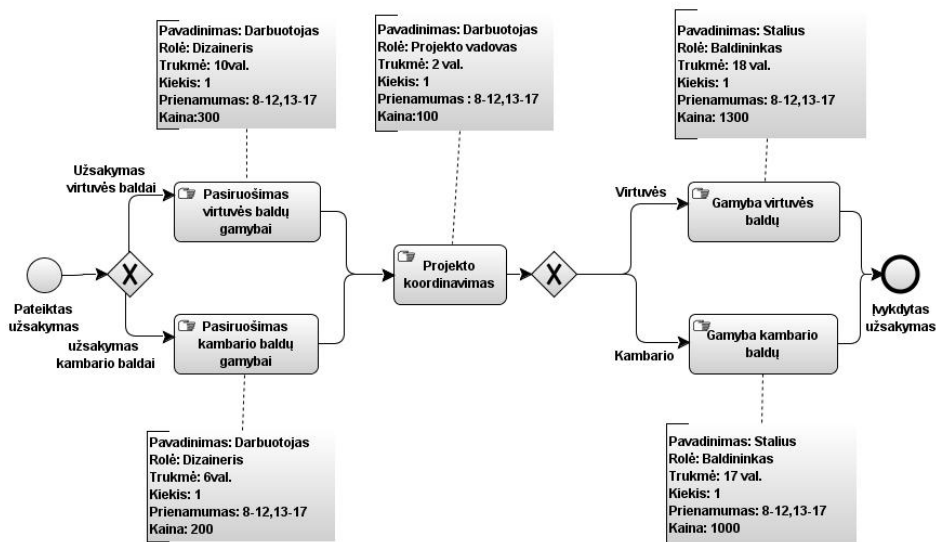 Pavadinimas: Darbuotojas
Rolė: Dizaineris
Trukmė: 10val.
Kiekis: 1
Prienamumas: 8-12,13-17
Kaina:300
Pavadinimas: Darbuotojas
Rolė: Projekto vadovas
Trukmė: 2 val.
Kiekis: 1
Prienamumas : 8-12,13-17
Kaina:100
Pavadinimas: Stalius
Rolė: Baldininkas
Trukmė: 18 val.
Kiekis: 1
Prienamumas: 8-12,13-17
Kaina: 1300
Užsakymas
virtuvės baldai
Pasiruošimas
virtuvės baldų
gamybai
Virtuvės
Gamyba virtuvės
baldų
X
Projekto
koordinavimas
X
Pateiktas
užsakymas
Įvykdytas
užsakymas
užsakymas
kambario baldai
Pasiruošimas
kambario baldų
gamybai
Kambario
Gamyba kambario
baldų
Pavadinimas: Darbuotojas
Rolė: Dizaineris
Trukmė: 6val.
Kiekis: 1
Prienamumas: 8-12,13-17
Kaina: 200
Pavadinimas: Stalius
Rolė: Baldininkas
Trukmė: 17 val.
Kiekis: 1
Prienamumas: 8-12,13-17
Kaina: 1000